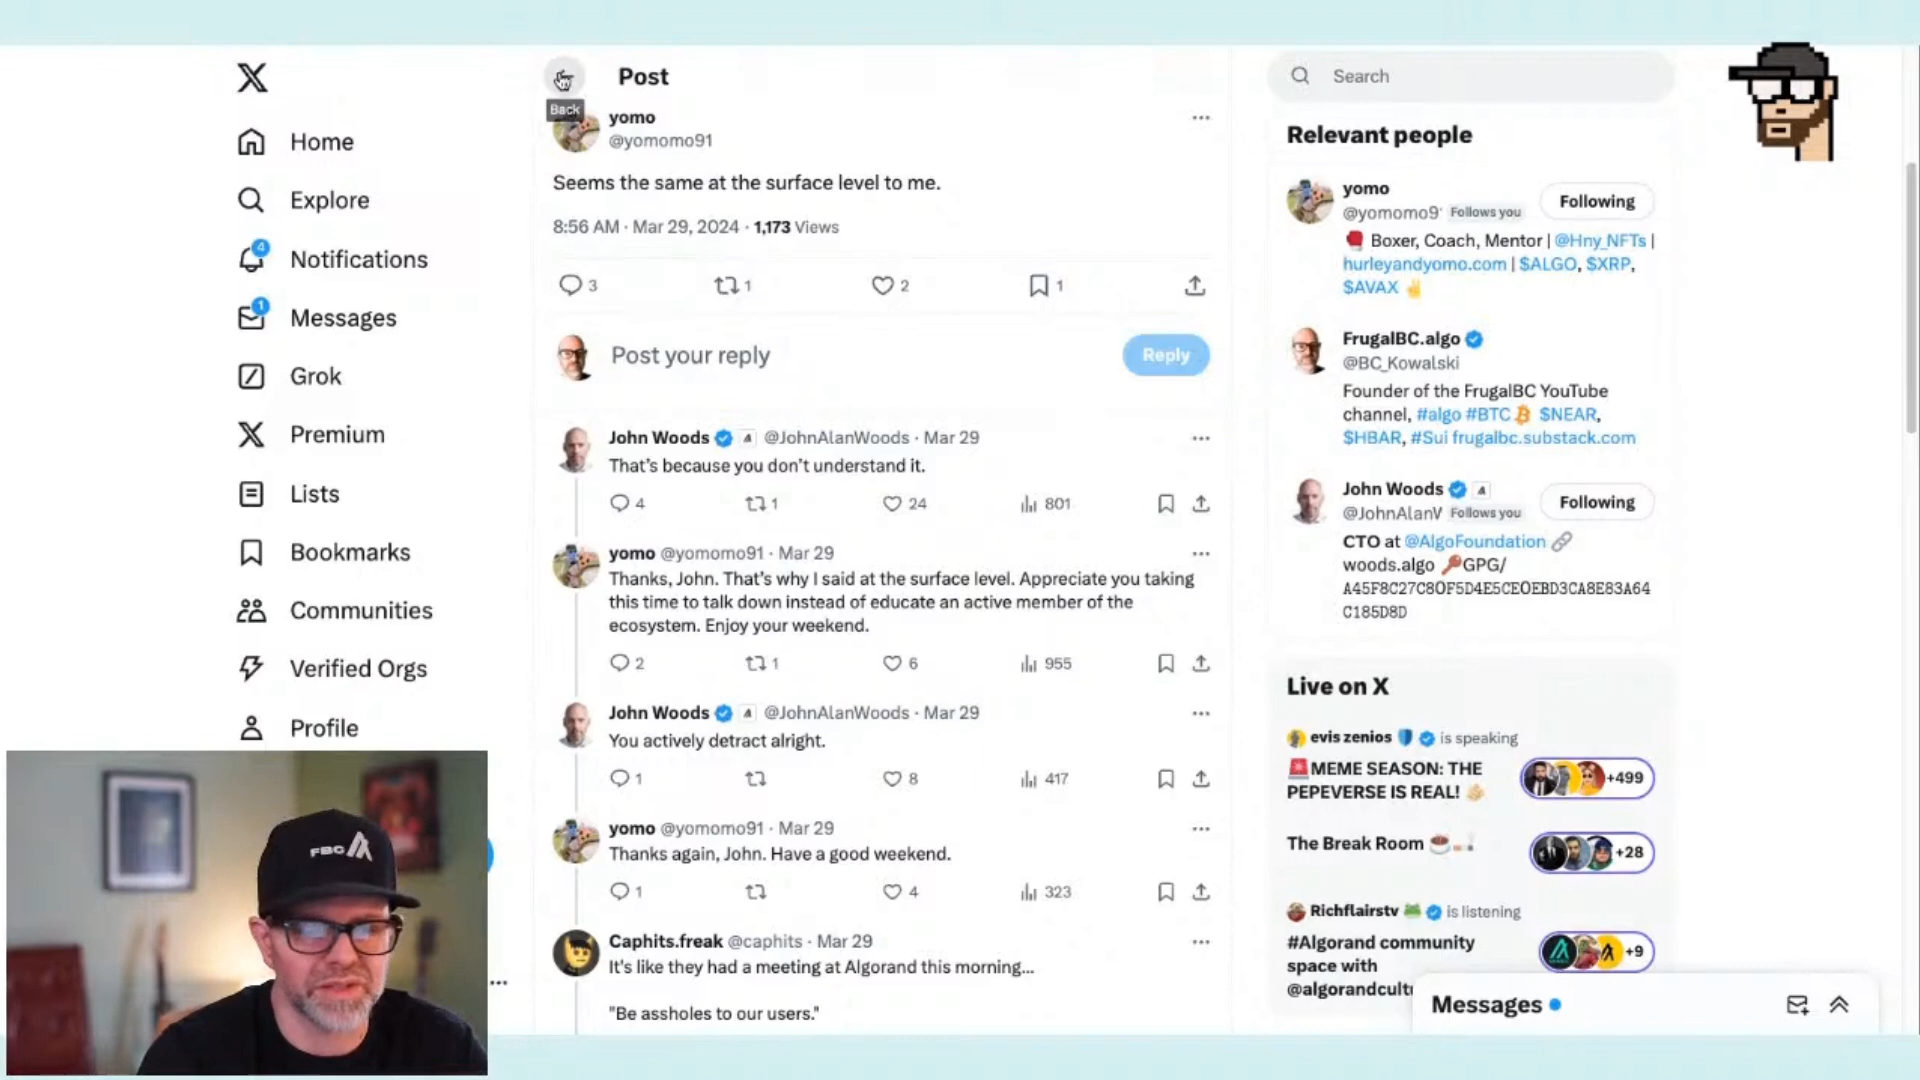 Post
Search
Back
yomo
@yomomo91
Seems the same at the surface level to me.
8:56 AM · Mar 29, 2024 · 1,173 Views
3
1
2
1
Post your reply
Reply
John Woods @JohnAlanWoods · Mar 29
That's because you don't understand it.
4
1
24
801
yomo @yomomo91 · Mar 29
Thanks, John. That's why I said at the surface level. Appreciate you taking
this time to talk down instead of educate an active member of the
ecosystem. Enjoy your weekend.
2
1
6
955
John Woods @JohnAlanWoods · Mar 29
You actively detract alright.
1
8
417
yomo @yomomo91 · Mar 29
Thanks again, John. Have a good weekend.
1
4
323
Caphits.freak @caphits · Mar 29
It's like they had a meeting at Algorand this morning...
"Be assholes to our users."
Home
Explore
4
Notifications
1
Messages
Grok
Premium
Lists
Bookmarks
Communities
Verified Orgs
Profile
FBC
Relevant people
yomo
Following
@yomomo9 Follows you
Boxer, Coach, Mentor | @Hny_NFTs |
hurleyandyomo.com | $ALGO, $XRP,
$AVAX
FrugalBC.algo
@BC_Kowalski
Founder of the FrugalBC YouTube
channel, #algo #BTC $NEAR,
$HBAR, #Sui frugalbc.substack.com
John Woods
Following
@JohnAlanV Follows you
CTO at @AlgoFoundation
woods.algo GPG/
A45F8C27C80F5D4E5CE0EBD3CA8E83A64
C185D8D
Live on X
evis zenios is speaking
MEME SEASON: THE
PEPEVERSE IS REAL!
+499
The Break Room
+28
Richflairstv is listening
#Algorand community
space with
@algorandcultu
+9
Messages